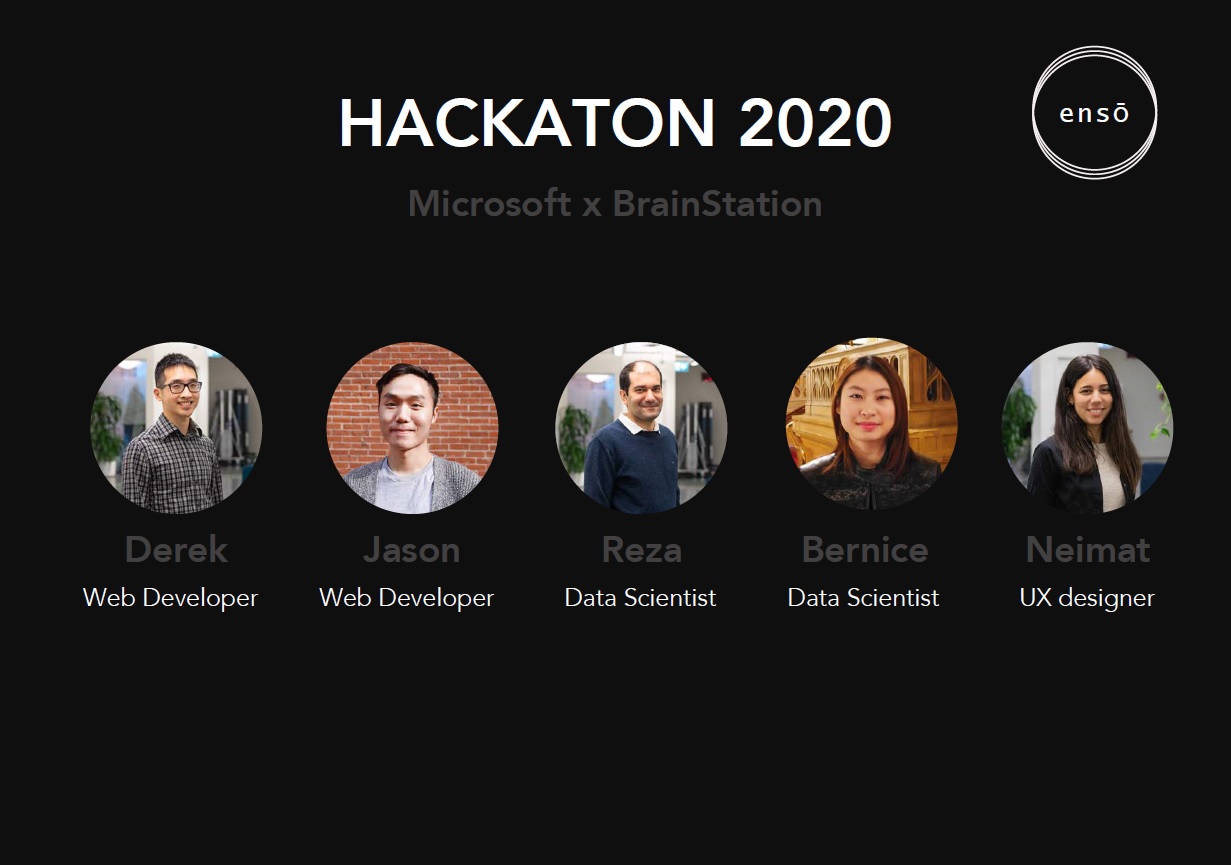 HACKATON 2020
ensō
Microsoft x BrainStation
Derek
Jason
Reza
Bernice
Neimat
Web Developer
Web Developer
Data Scientist
Data Scientist
UX designer